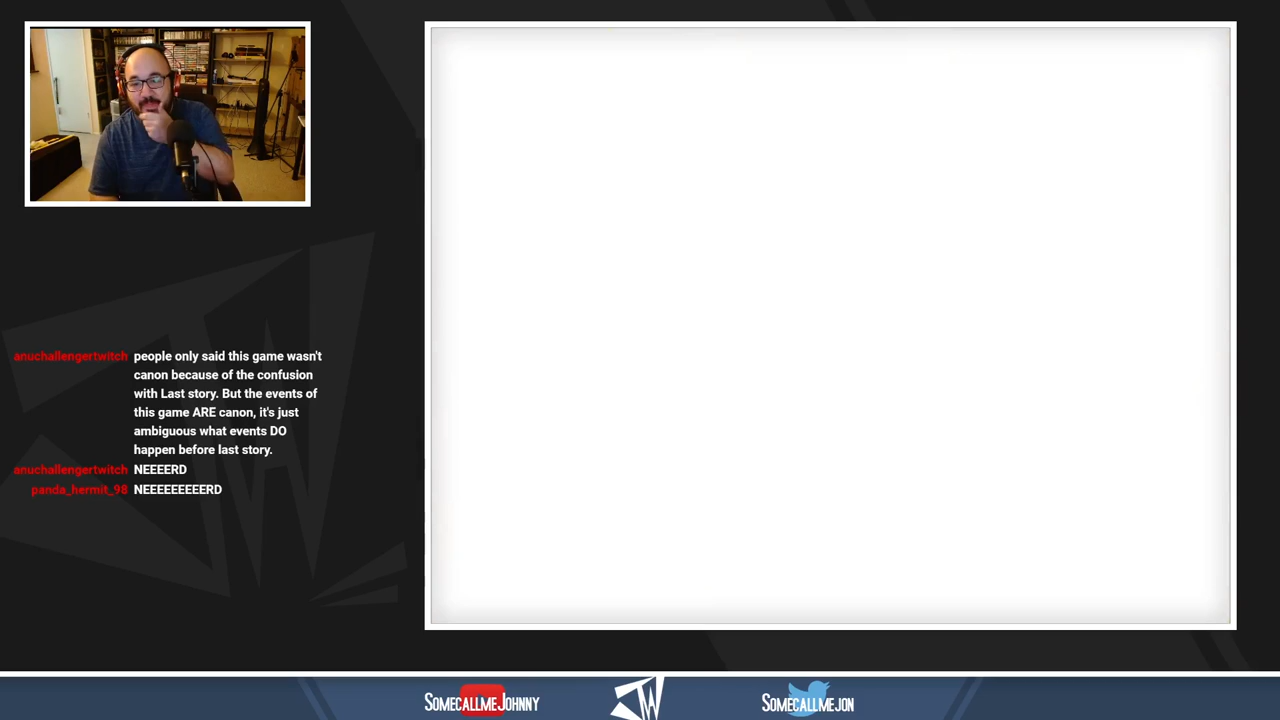 anuchallengertwitch people only said this game wasn't
canon because of the confusion
with Last story. But the events of
this game ARE canon, it's just
ambiguous what events DO
happen before last story.
anuchallengertwitch NEEEERD
panda_hermit_98 NEEEEEEEEERD
SOMECALLMEJOHNNY
SOMECALLMEJON